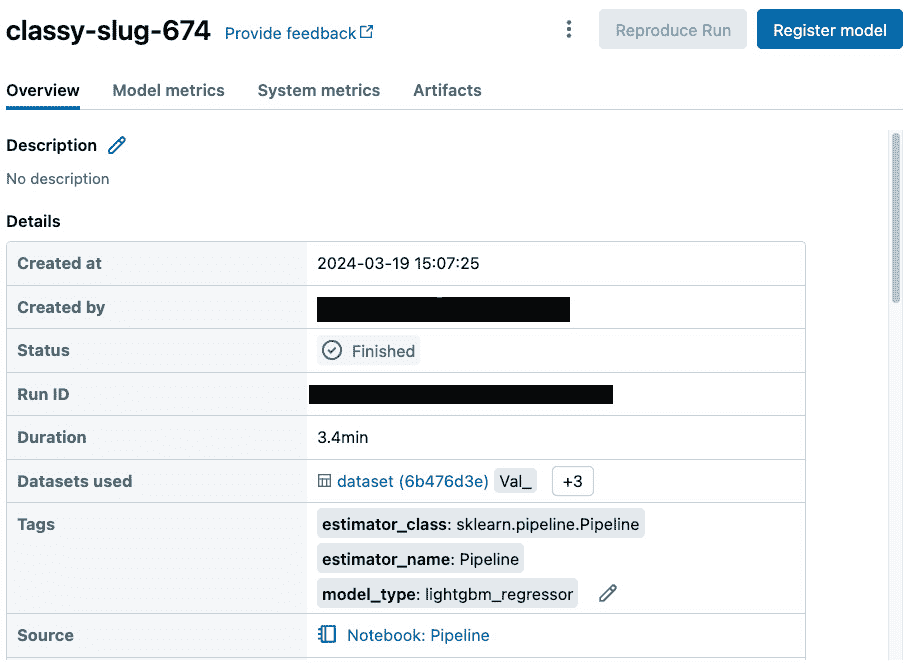 classy-slug-674 Provide feedback
Reproduce Run Register model
Overview Model metrics System metrics Artifacts
Description
No description
Details
Created at 2024-03-19 15:07:25
Created by
Status Finished
Run ID
Duration 3.4min
Datasets used dataset (6b476d3e) Val_ +3
Tags estimator_class: sklearn.pipeline.Pipeline
estimator_name: Pipeline
model_type: lightgbm_regressor
Source Notebook: Pipeline